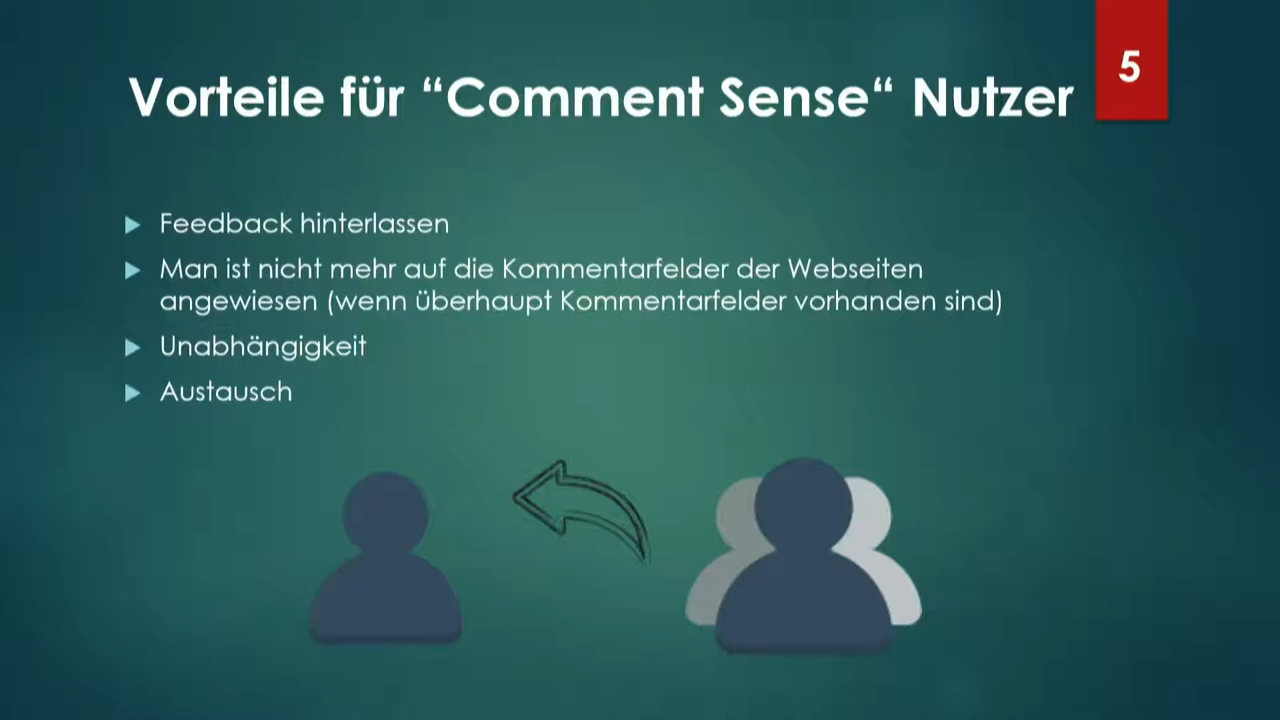 5
Vorteile für “Comment Sense“ Nutzer
Feedback hinterlassen
Man ist nicht mehr auf die Kommentarfelder der Webseiten
angewiesen (wenn überhaupt Kommentarfelder vorhanden sind)
Unabhängigkeit
Austausch